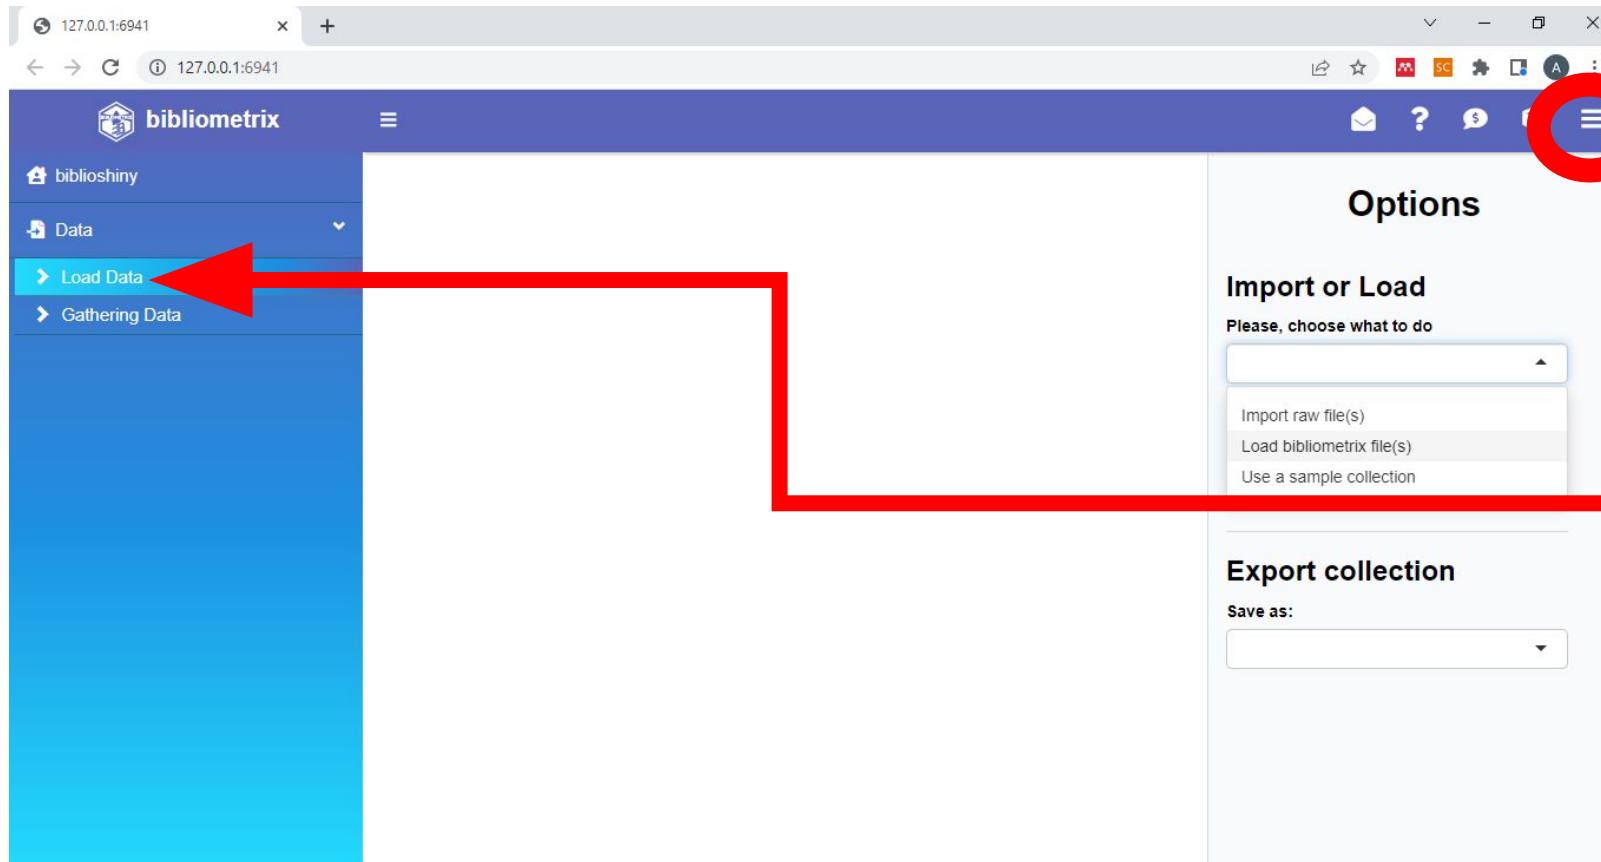 127.0.0.1:6941
127.0.0.1:6941
SC
A
bibliometrix
biblioshiny
Data
Load Data
Gathering Data
Options
Import or Load
Please, choose what to do
Import raw file(s)
Load bibliometrix file(s)
Use a sample collection
Export collection
Save as: